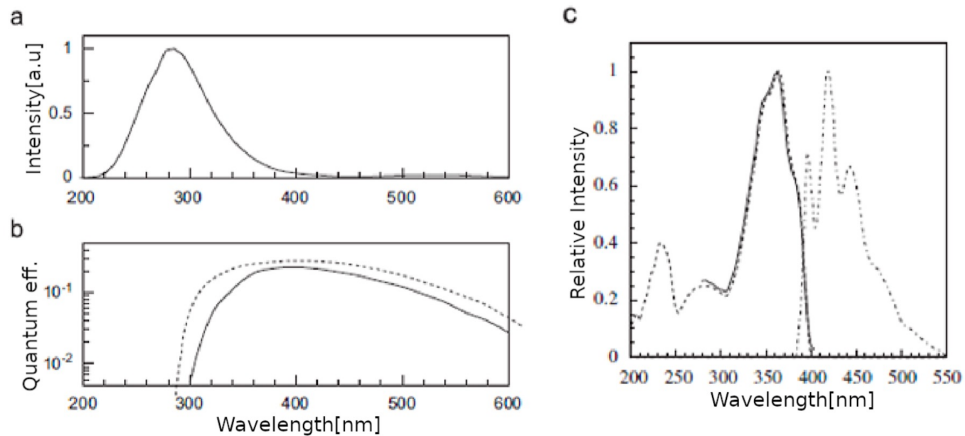 a
Intensity[a.u]
1
0.5
0
200 300 400 500 600
b
Quantum eff.
10-1
10-2
200 300 400 500 600
Wavelength[nm]
c
Relative Intensity
1
0.8
0.6
0.4
0.2
0
200 250 300 350 400 450 500 550
Wavelength[nm]